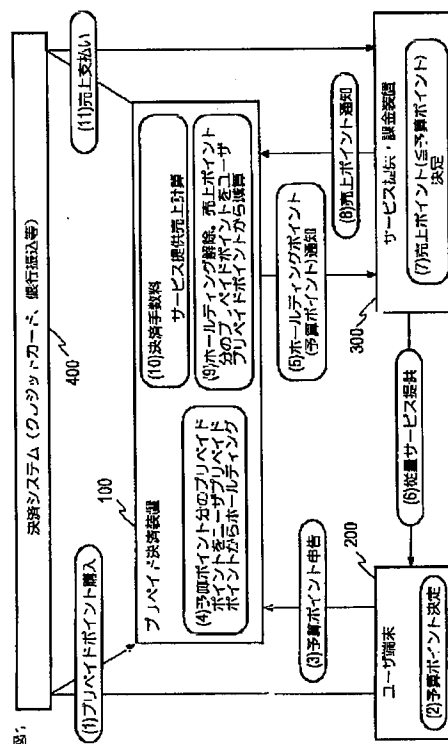 図1
決済システム（クレジットカード、銀行振込等）
400
(1)プリペイドポイント購入
(11)売上支払い
100
プリペイド決済装置
(4)予算ポイント分のプリペイド
ポイントをユーザプリペイド
ポイントからホールディング
(10)決済手数料
サービス提供売上計算
(9)ホールディング解除、売上ポイント
分のプリペイドポイントをユーザ
プリペイドポイントから減算
(3)予算ポイント申告
(5)ホールディングポイント
(予算ポイント)通知
(8)売上ポイント通知
200
ユーザ端末
(2)予算ポイント決定
(6)従量サービス提供
300
サービス提供・課金装置
(7)売上ポイント(≦予算ポイント)
決定